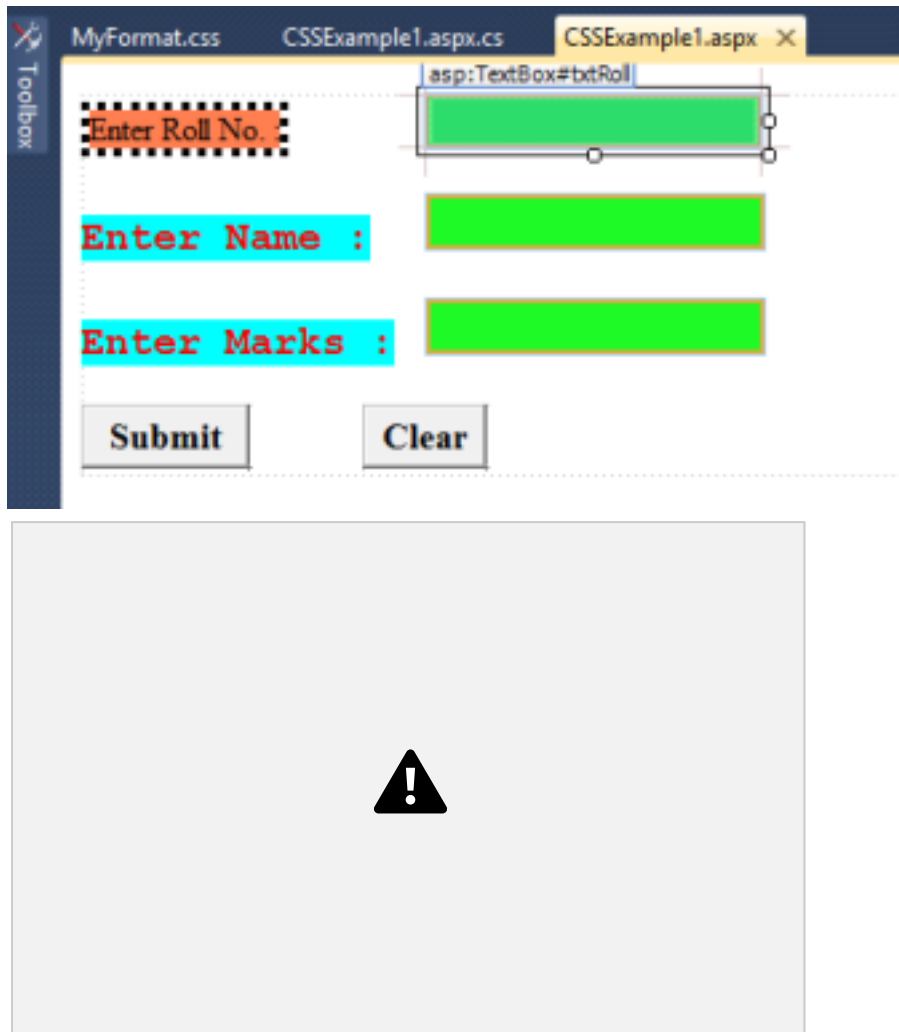 MyFormat.css CSSExample1.aspx.cs CSSExample1.aspx ×
Toolbox
asp:TextBox#txtRoll
Enter Roll No. :
Enter Name :
Enter Marks :
Submit Clear